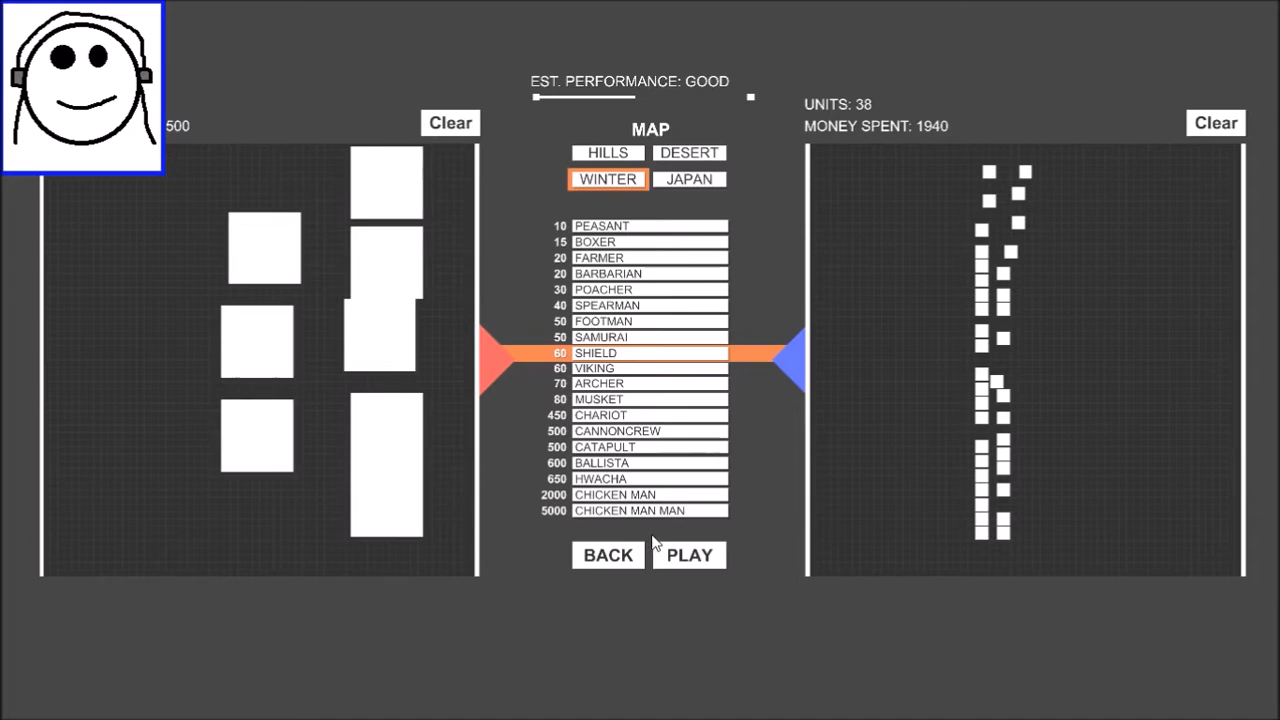 EST. PERFORMANCE: GOOD
UNITS: 38
500
Clear
MAP
MONEY SPENT: 1940
Clear
HILLS DESERT
WINTER JAPAN
10 PEASANT
15 BOXER
20 FARMER
20 BARBARIAN
30 POACHER
40 SPEARMAN
50 FOOTMAN
50 SAMURAI
60 SHIELD
60 VIKING
70 ARCHER
80 MUSKET
450 CHARIOT
500 CANNONCREW
500 CATAPULT
600 BALLISTA
650 HWACHA
2000 CHICKEN MAN
5000 CHICKEN MAN MAN
BACK PLAY